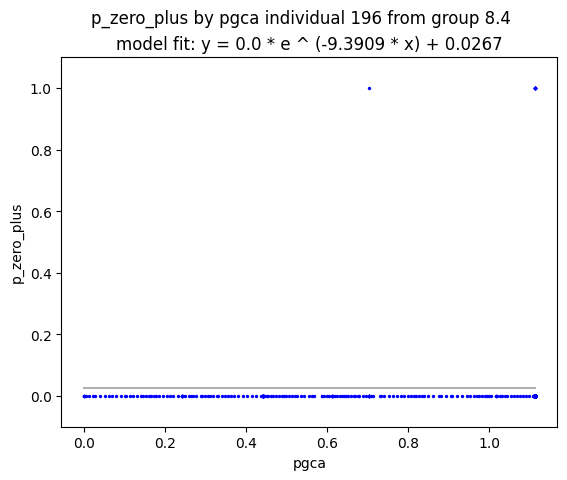 p_zero_plus by pgca individual 196 from group 8.4
model fit: y = 0.0 * e ^ (-9.3909 * x) + 0.0267
1.0
0.8
0.6
0.4
0.2
0.0
p_zero_plus
0.0 0.2 0.4 0.6 0.8 1.0
pgca